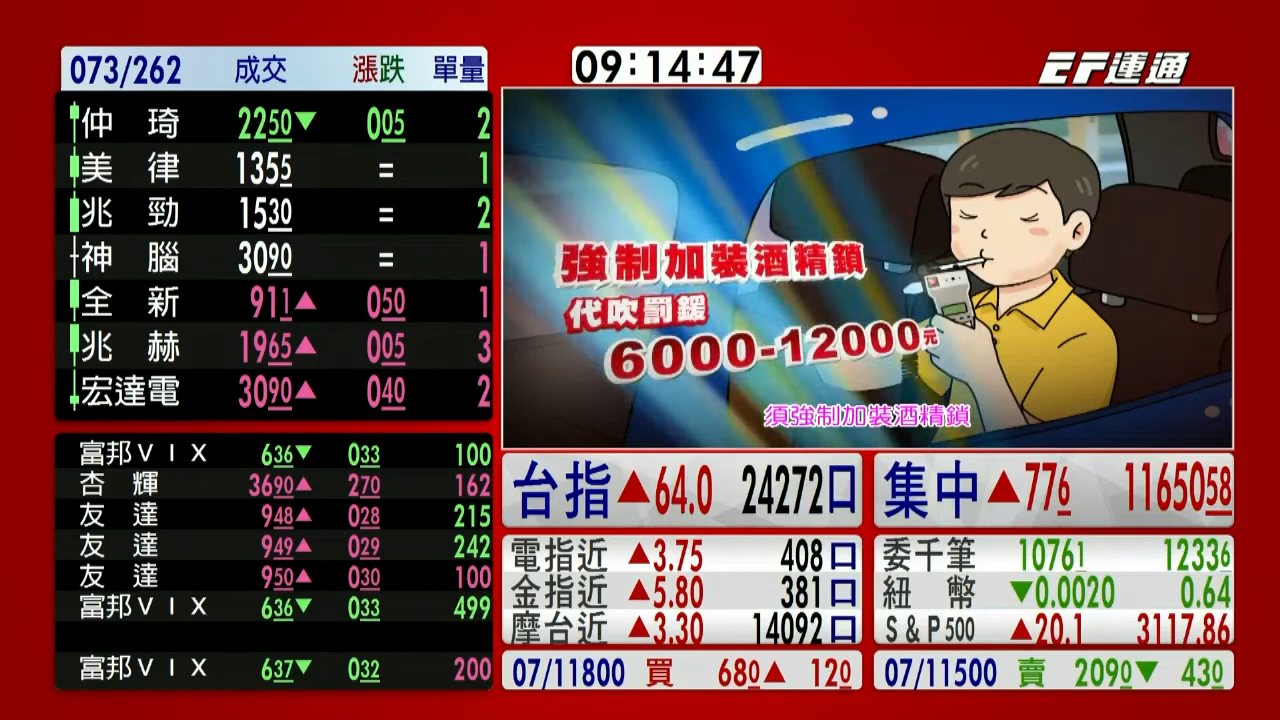 073/262 成交 漲跌 單量
仲琦 2250▼ 005 2
美律 1355 = 1
兆勁 1530 = 2
神腦 3090 = 1
全新 911▲ 050 1
兆赫 1965▲ 005 3
宏達電 3090▲ 040 2
富邦VIX 636▼ 033 100
杏輝 3690▲ 270 162
友達 948▲ 028 215
友達 949▲ 029 242
友達 950▲ 030 100
富邦VIX 636▼ 033 499
富邦VIX 637▼ 032 200
09:14:47
EF運通
強制加裝酒精鎖
代吹罰鍰
6000-12000元
須強制加裝酒精鎖
台指▲64.0 24272口
集中▲776 1165058
電指近 ▲3.75 408口
金指近 ▲5.80 381口
摩台近 ▲3.30 14092口
委千筆 10761 12336
紐幣 ▼0.0020 0.64
S&P500 ▲20.1 3117.86
07/11800 買 680▲ 120
07/11500 賣 2090▼ 430